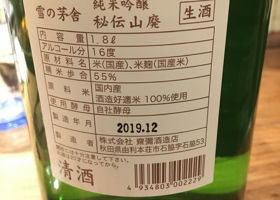 雪の茅舎
純米吟醸
秘伝山廃
生酒
内容量 1.8ℓ
アルコール分 16度
原材料名 米(国産)、米麹(国産米)
精米歩合 55%
原料米 国内産
酒造好適米 100%使用
使用酵母 自社酵母
製造年月 2019.12
製造者 株式会社 齋彌酒造店
秋田県由利本荘市石脇字石脇53
清酒
4 934803 002229